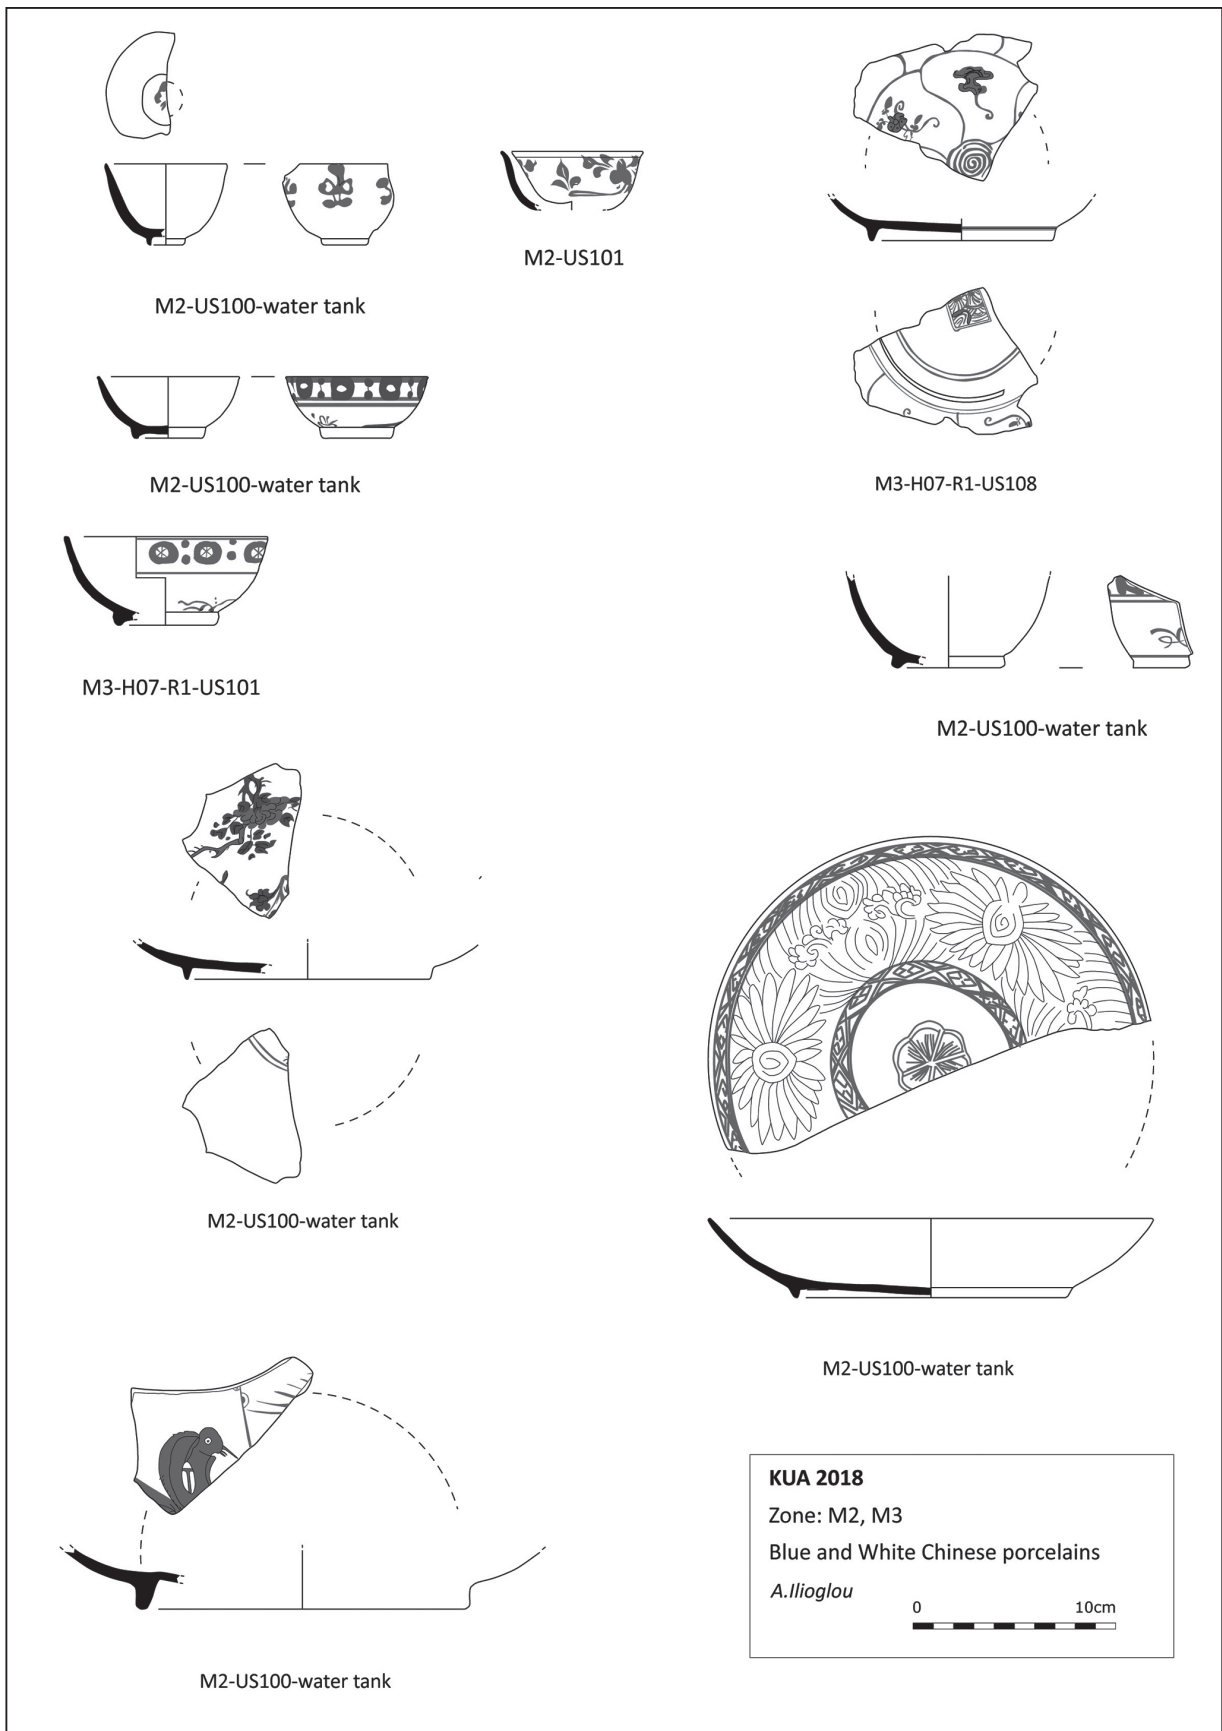 M2-US100-water tank
M2-US101
M2-US100-water tank
M3-H07-R1-US108
M3-H07-R1-US101
M2-US100-water tank
M2-US100-water tank
M2-US100-water tank
M2-US100-water tank
KUA 2018
Zone: M2, M3
Blue and White Chinese porcelains
A.Ilioglou
0 10cm